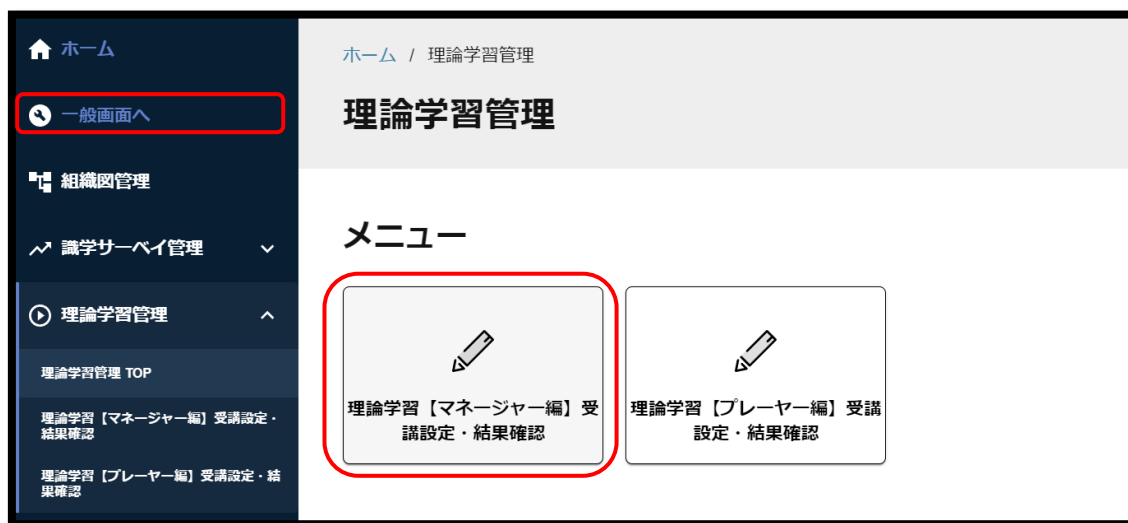 ホーム
一般画面へ
組織図管理
識学サーベイ管理
理論学習管理
理論学習管理 TOP
理論学習【マネージャー編】受講設定・
結果確認
理論学習【プレーヤー編】受講設定・結
果確認
ホーム / 理論学習管理
理論学習管理
メニュー
理論学習【マネージャー編】受
講設定・結果確認
理論学習【プレーヤー編】受講
設定・結果確認